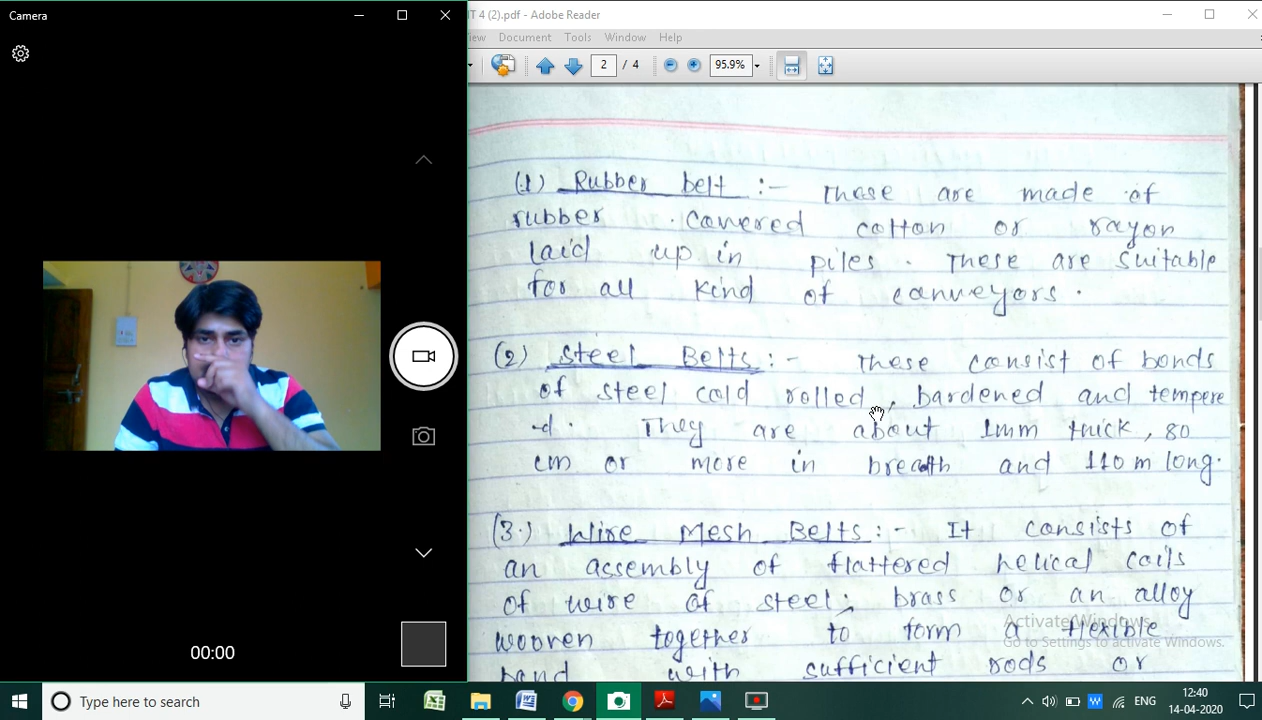 Camera
T 4 (2).pdf - Adobe Reader
iew Document Tools Window Help
2 / 4 95.9%
(1) Rubber belt :- These are made of
rubber covered cotton or rayon
laid up in piles. These are suitable
for all kind of conveyors.
(2) Steel Belts :- These consist of bonds
of steel cold rolled, bardened and tempere
-d. They are about 1mm thick, 80
cm or more in breath and 110 m long.
(3.) Wire Mesh Belts :- It consists of
an assembly of flattered helical coils
of wire of steel; brass or an alloy
wooven together to form a flexible
band with sufficient rods or
Activate Windows
Go to Settings to activate Windows.
00:00
Type here to search
ENG
12:40
14-04-2020